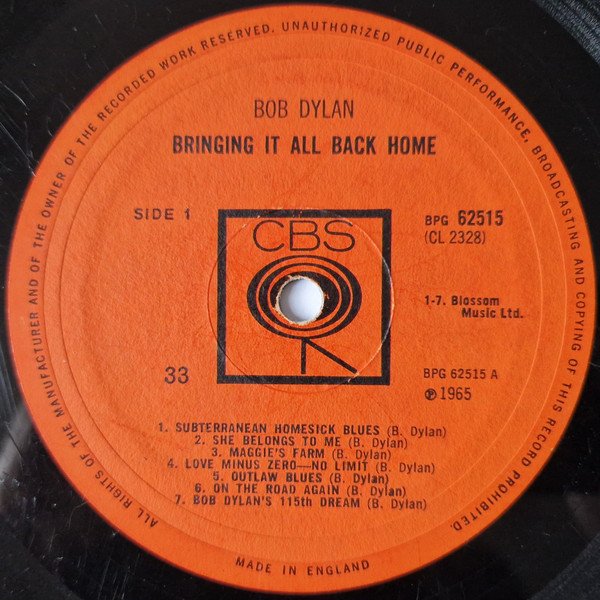 ALL RIGHTS OF THE MANUFACTURER AND OF THE OWNER OF THE RECORDED WORK RESERVED. UNAUTHORIZED PUBLIC PERFORMANCE, BROADCASTING AND COPYING OF THIS RECORD PROHIBITED.
BOB DYLAN
BRINGING IT ALL BACK HOME
SIDE 1
CBS
BPG 62515
(CL 2328)
1-7. Blossom
Music Ltd.
33
BPG 62515 A
℗ 1965
1. SUBTERRANEAN HOMESICK BLUES (B. Dylan)
2. SHE BELONGS TO ME (B. Dylan)
3. MAGGIE'S FARM (B. Dylan)
4. LOVE MINUS ZERO—NO LIMIT (B. Dylan)
5. OUTLAW BLUES (B. Dylan)
6. ON THE ROAD AGAIN (B. Dylan)
7. BOB DYLAN'S 115th DREAM (B. Dylan)
MADE IN ENGLAND